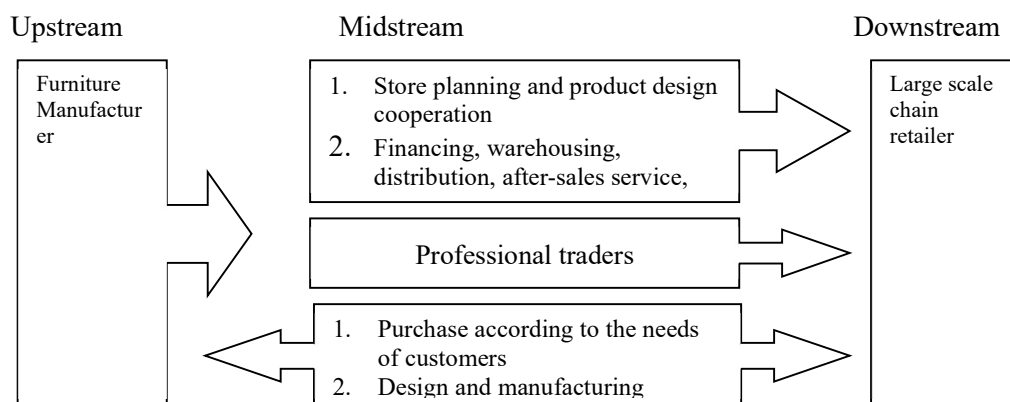 Upstream
Midstream
Downstream
Furniture
Manufactur
er
1. Store planning and product design
cooperation
2. Financing, warehousing,
distribution, after-sales service,
Large scale
chain
retailer
Professional traders
1. Purchase according to the needs
of customers
2. Design and manufacturing